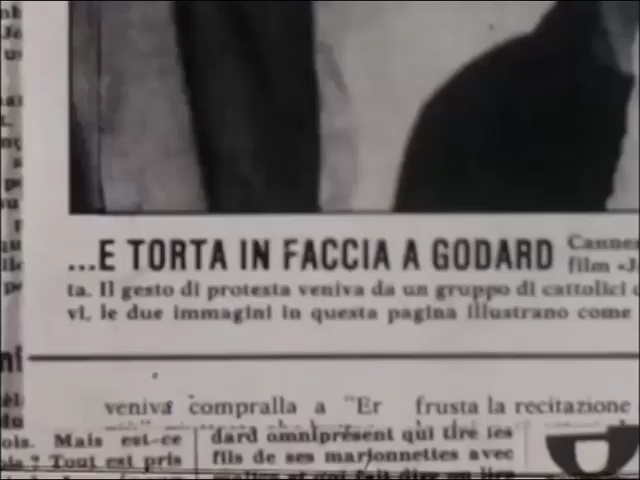 ...E TORTA IN FACCIA A GODARD
Cannes
film «J
ta. Il gesto di protesta veniva da un gruppo di cattolici
vi, le due immagini in questa pagina illustrano come
veniva compralla a "Er frusta la recitazione
ois. Mais est-ce
ois ? Tout est pris
dard omniprésent qui tire les
fils de ses marionnettes avec